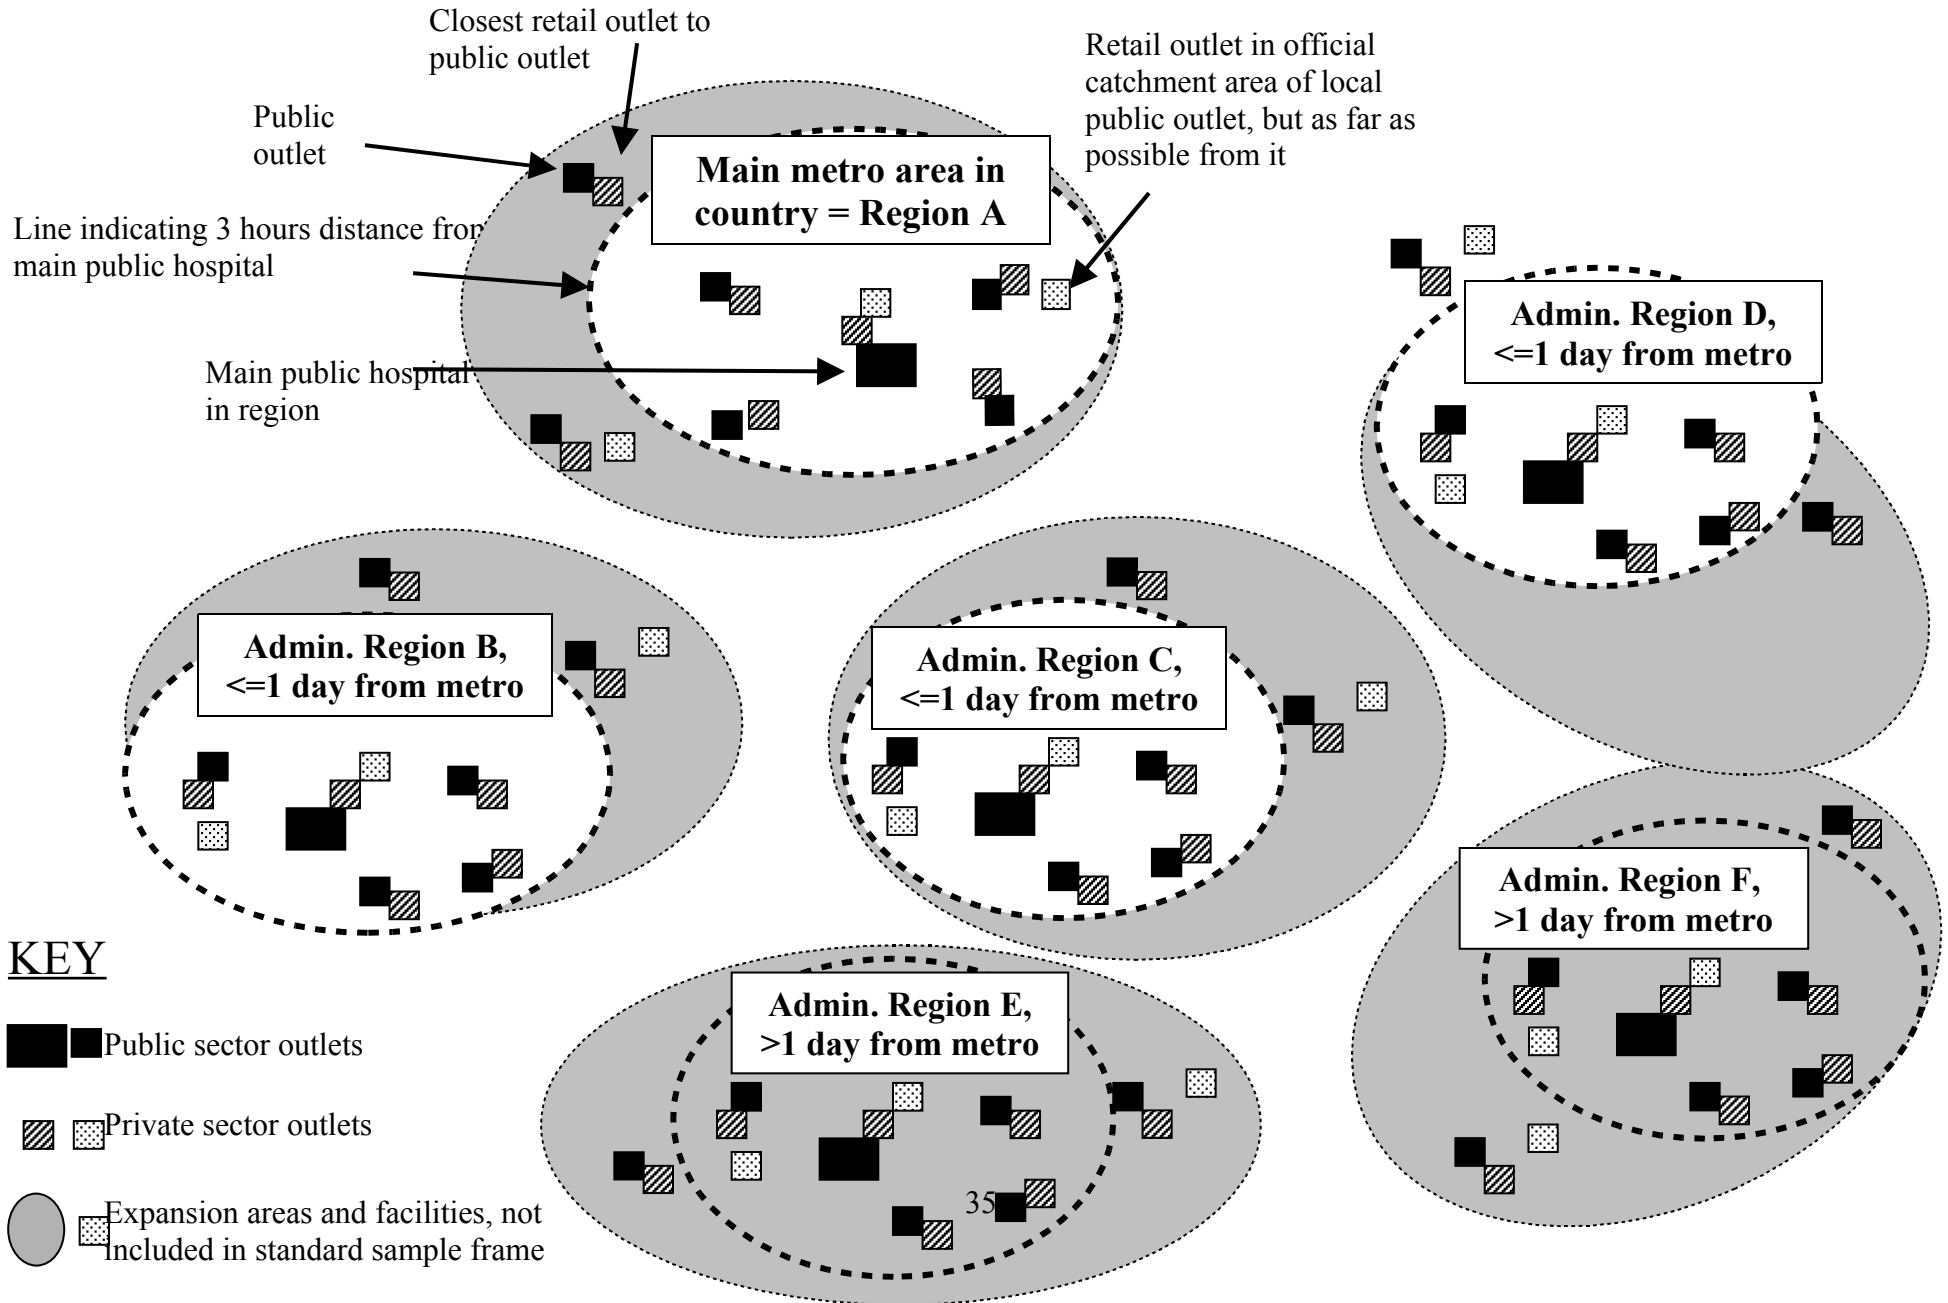 Closest retail outlet to
public outlet
Retail outlet in official
catchment area of local
public outlet, but as far as
possible from it
Public
outlet
Main metro area in
country = Region A
Line indicating 3 hours distance from
main public hospital
Main public hospital
in region
Admin. Region D,
<=1 day from metro
Admin. Region B,
<=1 day from metro
Admin. Region C,
<=1 day from metro
Admin. Region F,
>1 day from metro
Admin. Region E,
>1 day from metro
KEY
Public sector outlets
Private sector outlets
Expansion areas and facilities, not
included in standard sample frame
35